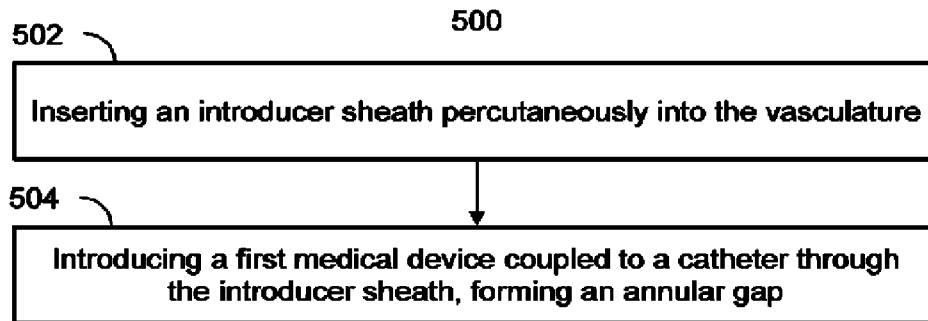 500
502
Inserting an introducer sheath percutaneously into the vasculature
504
Introducing a first medical device coupled to a catheter through
the introducer sheath, forming an annular gap